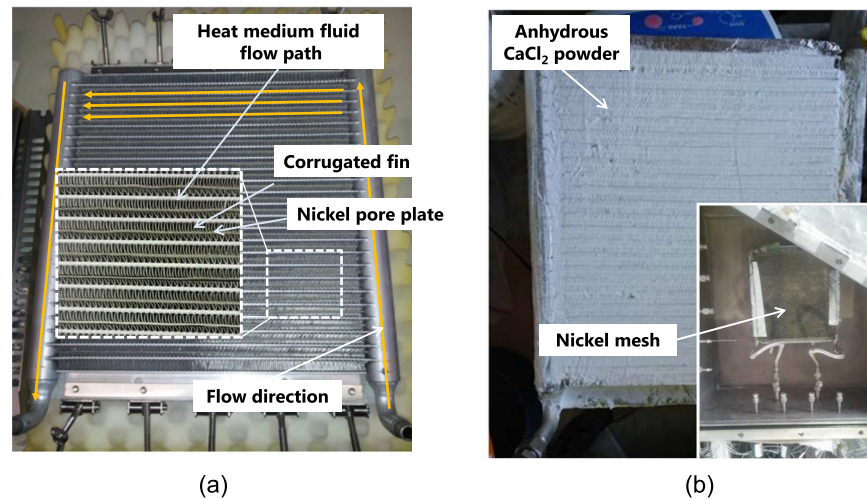 Heat medium fluid
flow path
Corrugated fin
Nickel pore plate
Flow direction
(a)
Anhydrous
CaCl₂ powder
Nickel mesh
(b)